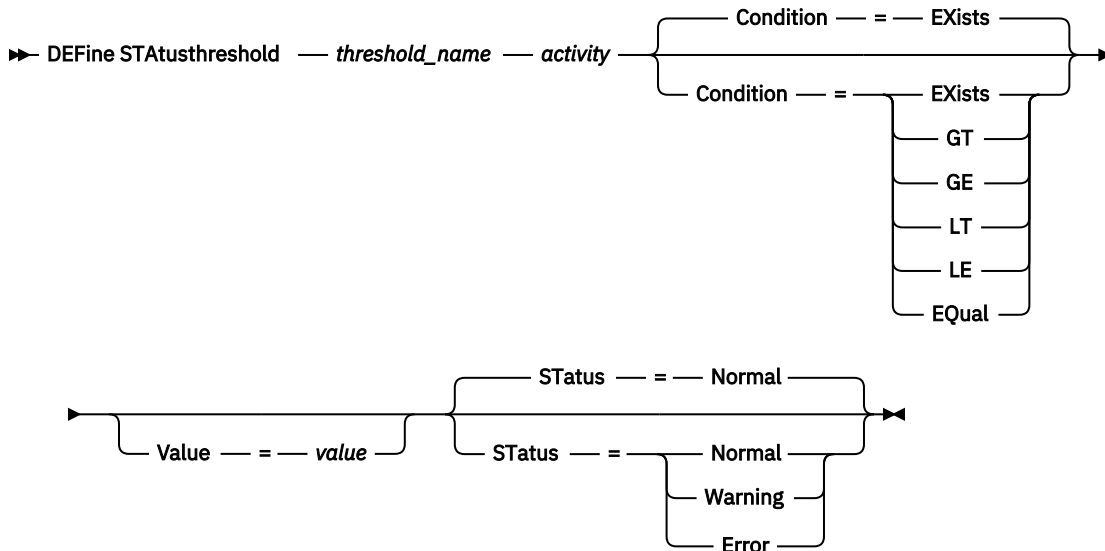 Condition = EXists
DEFine STAtusthreshold threshold_name activity
Condition = EXists
GT
GE
LT
LE
EQual
STatus = Normal
Value = value
STatus = Normal
Warning
Error